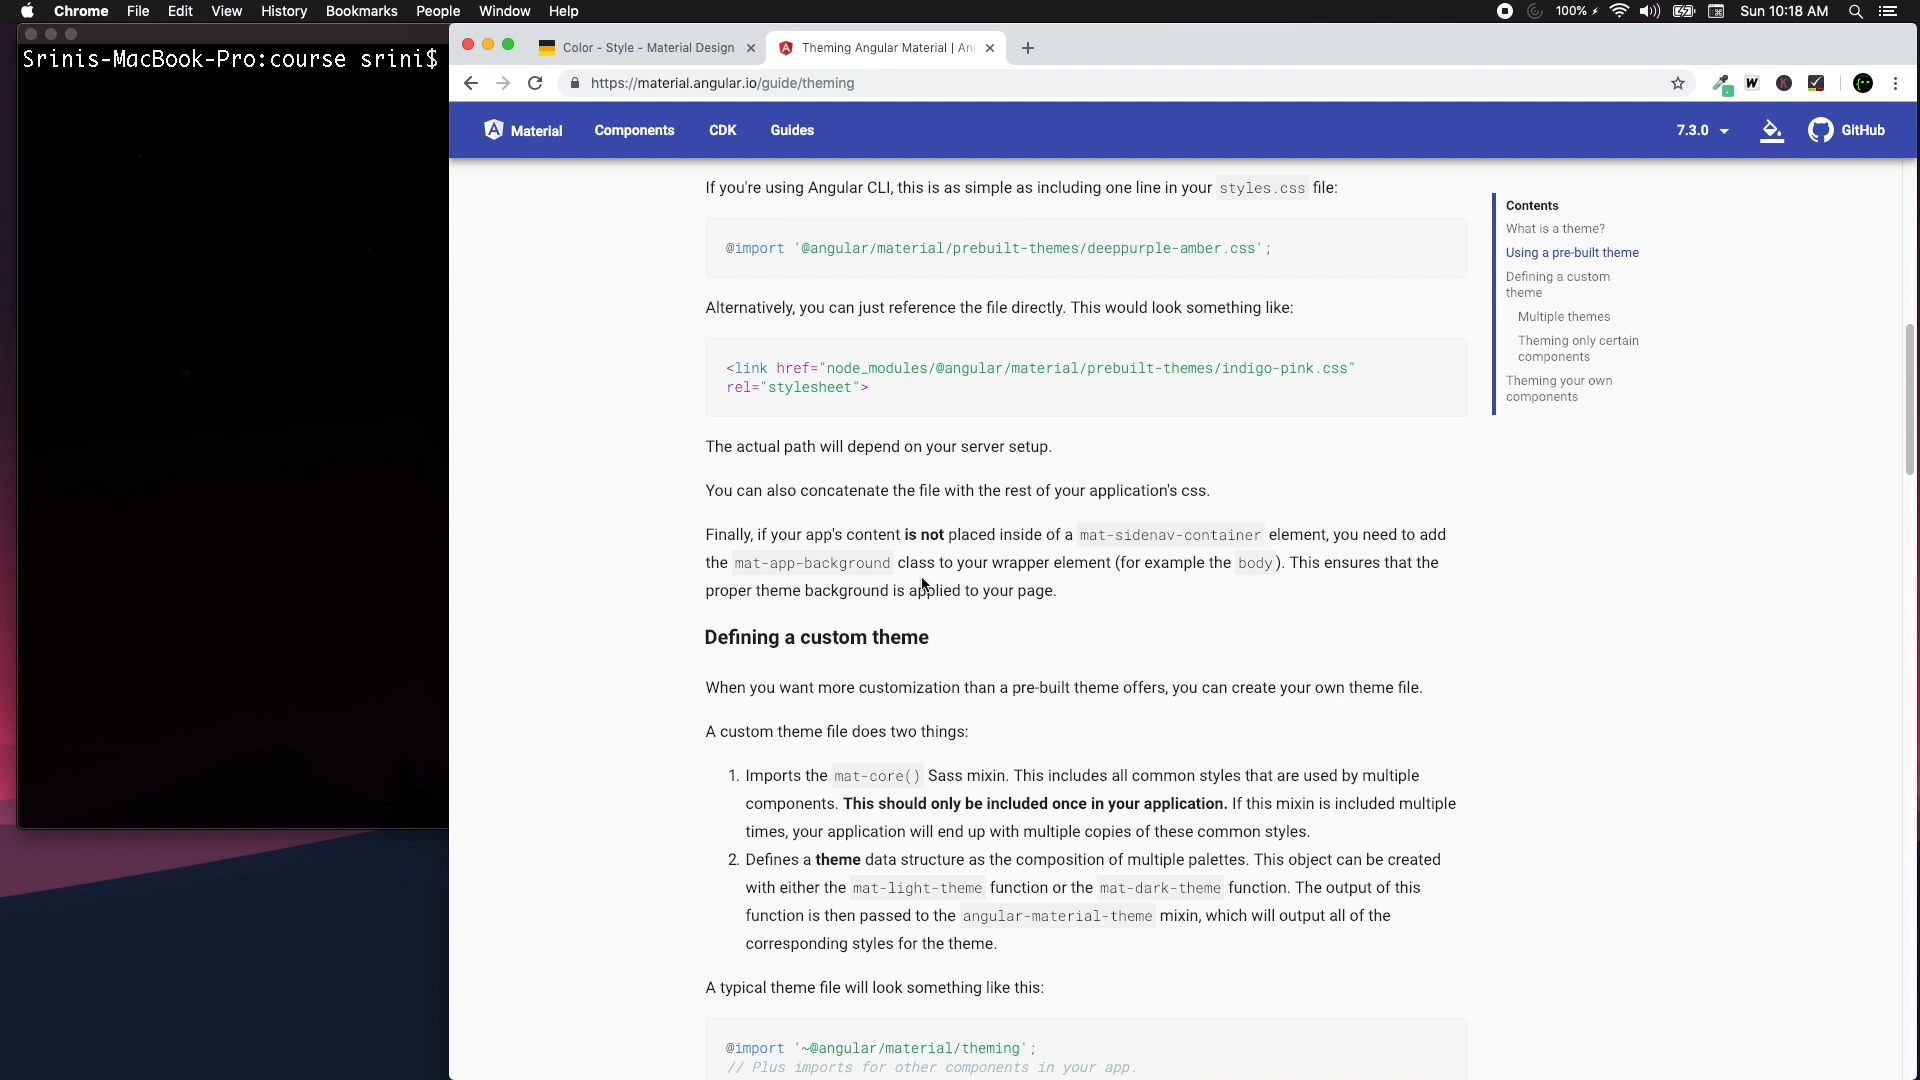 Chrome File Edit View History Bookmarks People Window Help
100% Sun 10:18 AM
Srinis-MacBook-Pro:course srini$
Color - Style - Material Design
Theming Angular Material | An
https://material.angular.io/guide/theming
Material Components CDK Guides
7.3.0 GitHub
If you're using Angular CLI, this is as simple as including one line in your styles.css file:
@import '@angular/material/prebuilt-themes/deeppurple-amber.css';
Alternatively, you can just reference the file directly. This would look something like:
<link href="node_modules/@angular/material/prebuilt-themes/indigo-pink.css"
rel="stylesheet">
The actual path will depend on your server setup.
You can also concatenate the file with the rest of your application's css.
Finally, if your app's content is not placed inside of a mat-sidenav-container element, you need to add
the mat-app-background class to your wrapper element (for example the body). This ensures that the
proper theme background is applied to your page.
Defining a custom theme
When you want more customization than a pre-built theme offers, you can create your own theme file.
A custom theme file does two things:
1. Imports the mat-core() Sass mixin. This includes all common styles that are used by multiple
components. This should only be included once in your application. If this mixin is included multiple
times, your application will end up with multiple copies of these common styles.
2. Defines a theme data structure as the composition of multiple palettes. This object can be created
with either the mat-light-theme function or the mat-dark-theme function. The output of this
function is then passed to the angular-material-theme mixin, which will output all of the
corresponding styles for the theme.
A typical theme file will look something like this:
@import '~@angular/material/theming';
// Plus imports for other components in your app.
Contents
What is a theme?
Using a pre-built theme
Defining a custom
theme
Multiple themes
Theming only certain
components
Theming your own
components